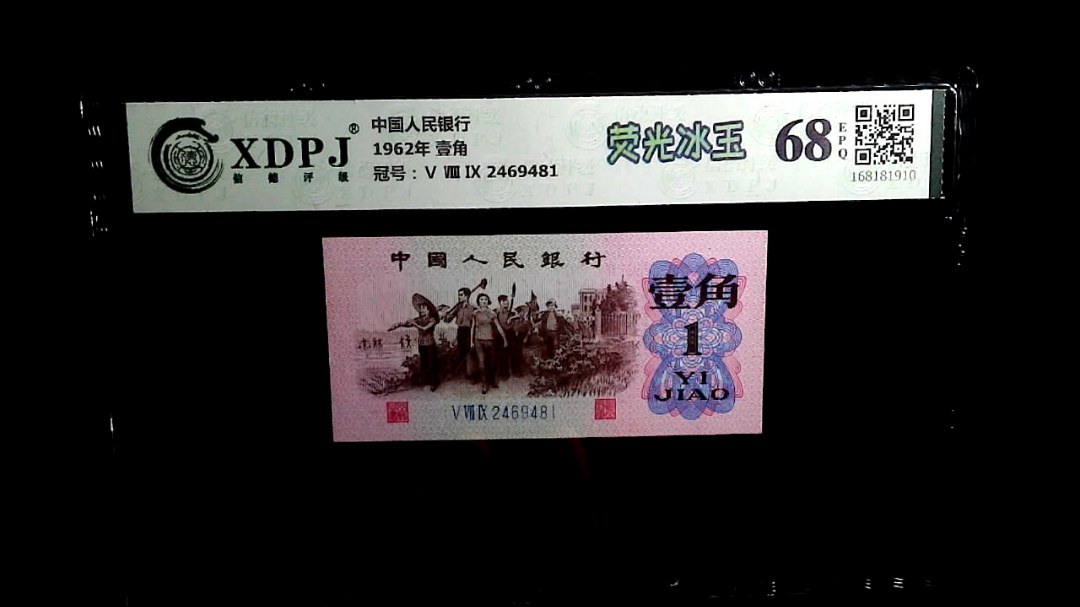 XDPJ®
信德评级
中国人民银行
1962年 壹角
冠号：V Ⅷ IX 2469481
荧光冰玉
68
EPQ
168181910
中國人民銀行
壹角
1
YI
JIAO
V Ⅷ IX 2469481